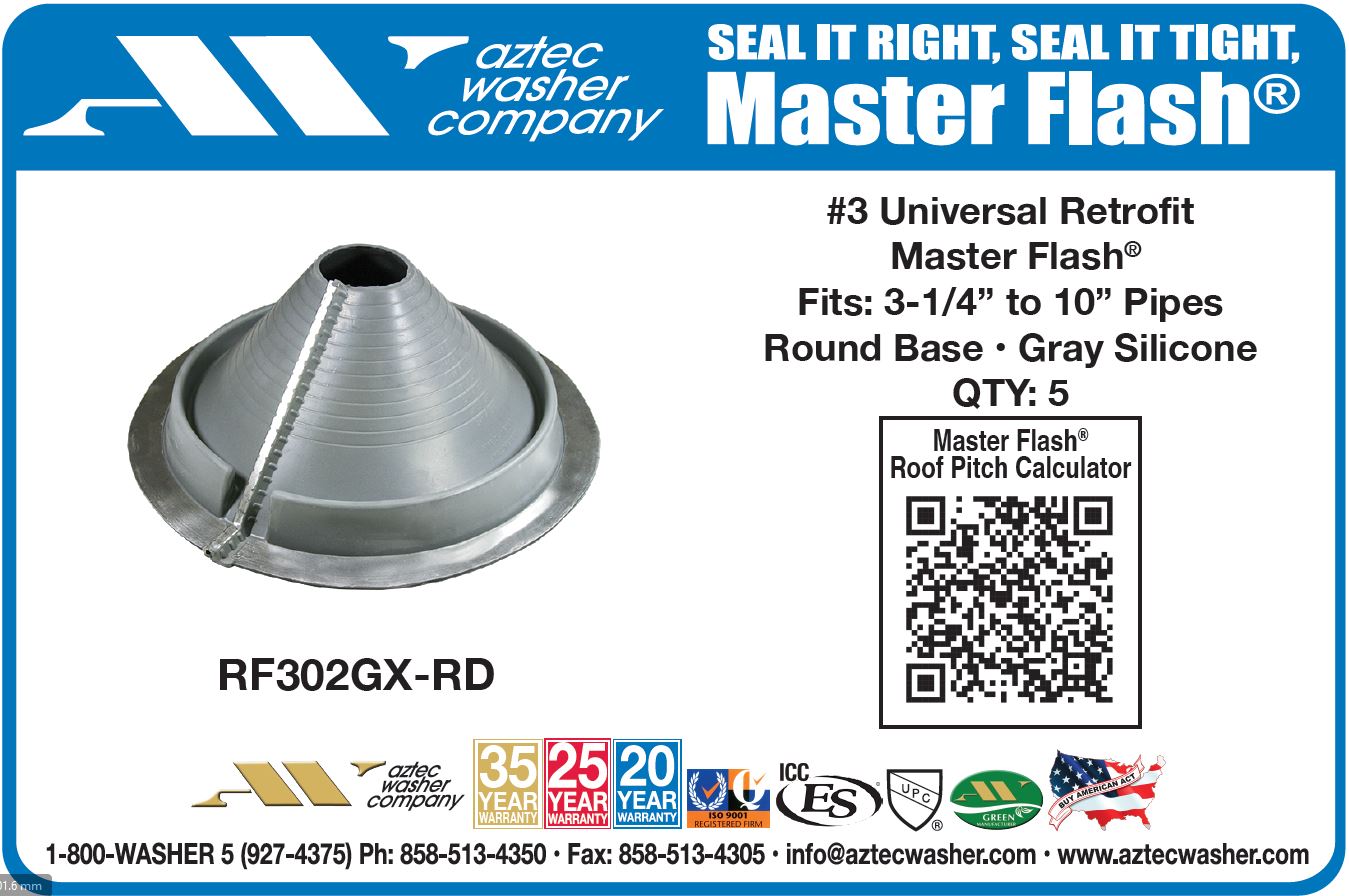 aztec
washer
company
SEAL IT RIGHT, SEAL IT TIGHT,
Master Flash®
#3 Universal Retrofit
Master Flash®
Fits: 3-1/4” to 10” Pipes
Round Base • Gray Silicone
QTY: 5
Master Flash®
Roof Pitch Calculator
RF302GX-RD
aztec
washer
company
35
YEAR
WARRANTY
25
YEAR
WARRANTY
20
YEAR
WARRANTY
ISO 9001
REGISTERED FIRM
ICC
ES
UPC
®
GREEN
MANUFACTURER
BUY AMERICAN ACT
1-800-WASHER 5 (927-4375) Ph: 858-513-4350 • Fax: 858-513-4305 • info@aztecwasher.com • www.aztecwasher.com